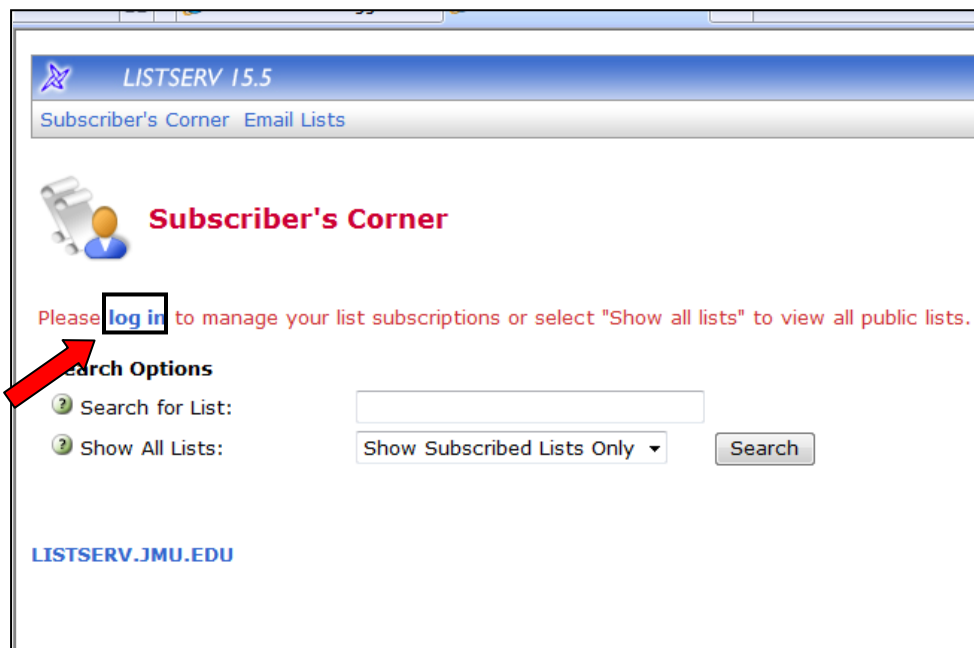 LISTSERV 15.5
Subscriber's Corner Email Lists
Subscriber's Corner
Please log in to manage your list subscriptions or select "Show all lists" to view all public lists.
Search Options
Search for List:
Show All Lists: Show Subscribed Lists Only Search
LISTSERV.JMU.EDU